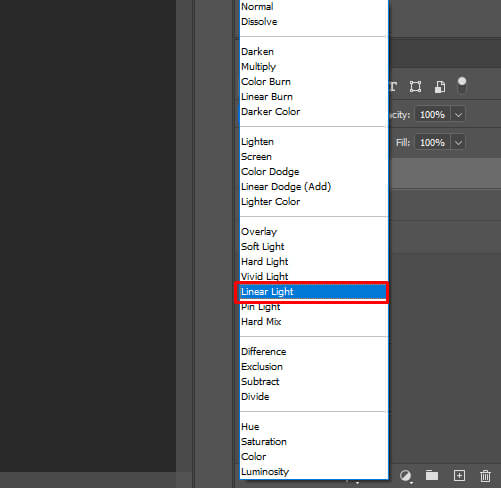 Normal
Dissolve
Darken
Multiply
Color Burn
Linear Burn
Darker Color
Lighten
Screen
Color Dodge
Linear Dodge (Add)
Lighter Color
Overlay
Soft Light
Hard Light
Vivid Light
Linear Light
Pin Light
Hard Mix
Difference
Exclusion
Subtract
Divide
Hue
Saturation
Color
Luminosity
acity: 100%
Fill: 100%